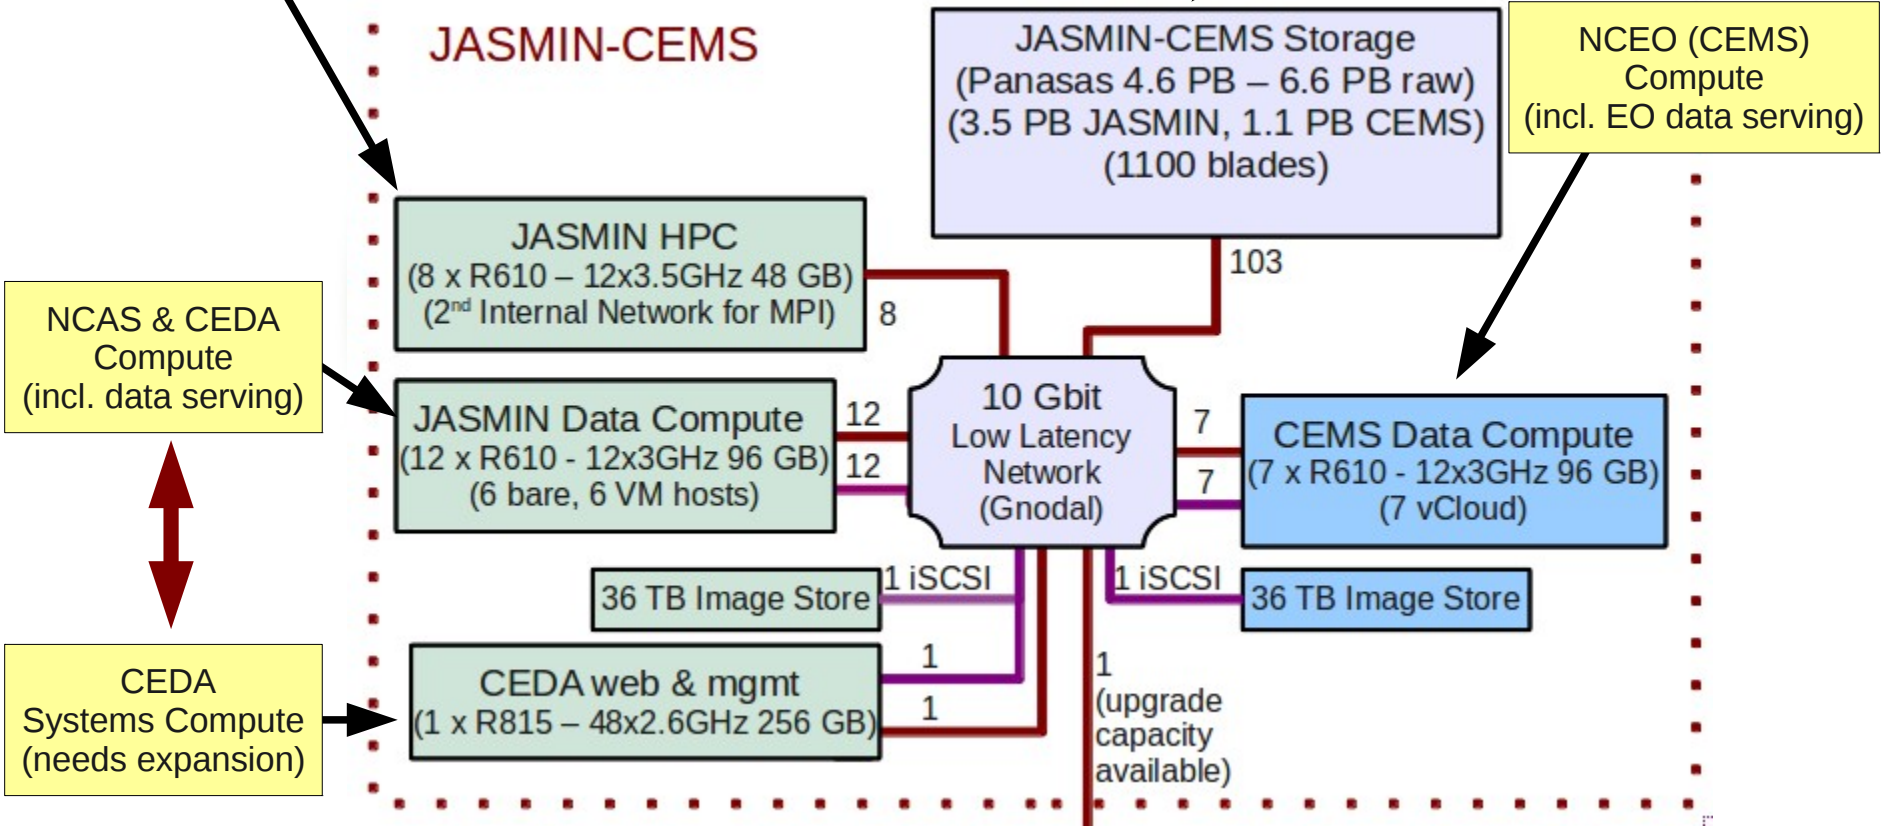 JASMIN-CEMS
JASMIN-CEMS Storage
(Panasas 4.6 PB – 6.6 PB raw)
(3.5 PB JASMIN, 1.1 PB CEMS)
(1100 blades)
NCEO (CEMS)
Compute
(incl. EO data serving)
JASMIN HPC
(8 x R610 – 12x3.5GHz 48 GB)
(2nd Internal Network for MPI)
8
103
NCAS & CEDA
Compute
(incl. data serving)
JASMIN Data Compute
(12 x R610 - 12x3GHz 96 GB)
(6 bare, 6 VM hosts)
12
12
10 Gbit
Low Latency
Network
(Gnodal)
7
7
CEMS Data Compute
(7 x R610 - 12x3GHz 96 GB)
(7 vCloud)
36 TB Image Store
1 iSCSI
1 iSCSI
36 TB Image Store
CEDA
Systems Compute
(needs expansion)
CEDA web & mgmt
(1 x R815 – 48x2.6GHz 256 GB)
1
1
1
(upgrade
capacity
available)